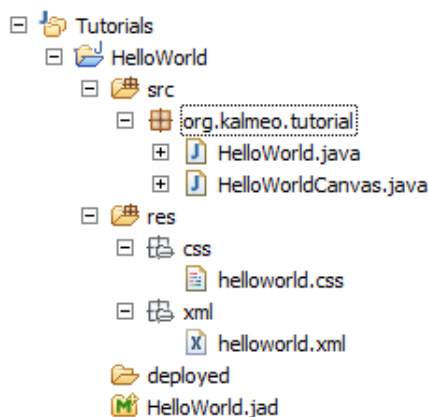 Tutorials
HelloWorld
src
org.kalmeo.tutorial
HelloWorld.java
HelloWorldCanvas.java
res
css
helloworld.css
xml
helloworld.xml
deployed
HelloWorld.jad